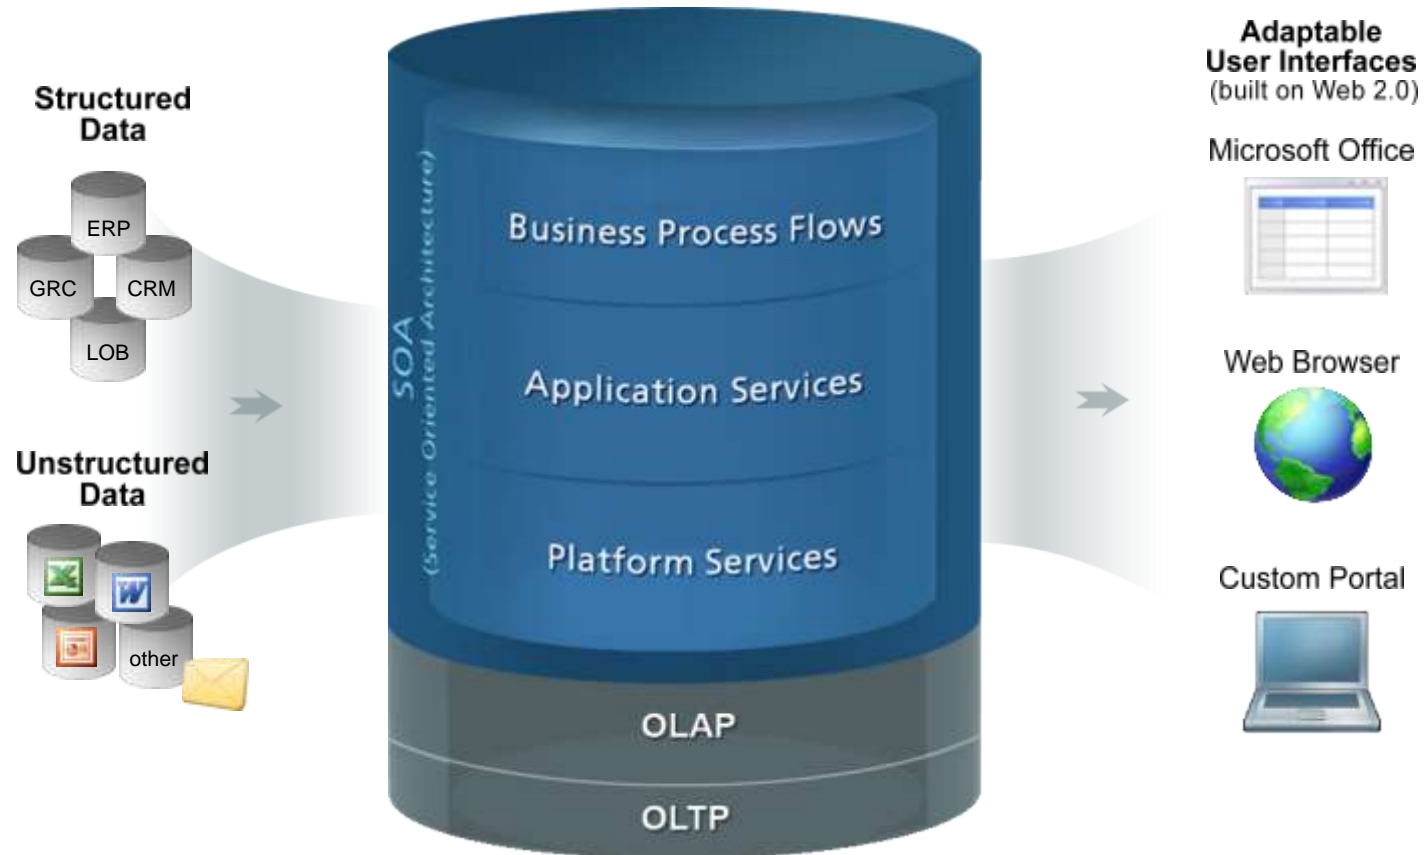 Structured
Data
ERP
GRC
CRM
LOB
Unstructured
Data
other
SOA
(Service Oriented Architecture)
Business Process Flows
Application Services
Platform Services
OLAP
OLTP
Adaptable
User Interfaces
(built on Web 2.0)
Microsoft Office
Web Browser
Custom Portal